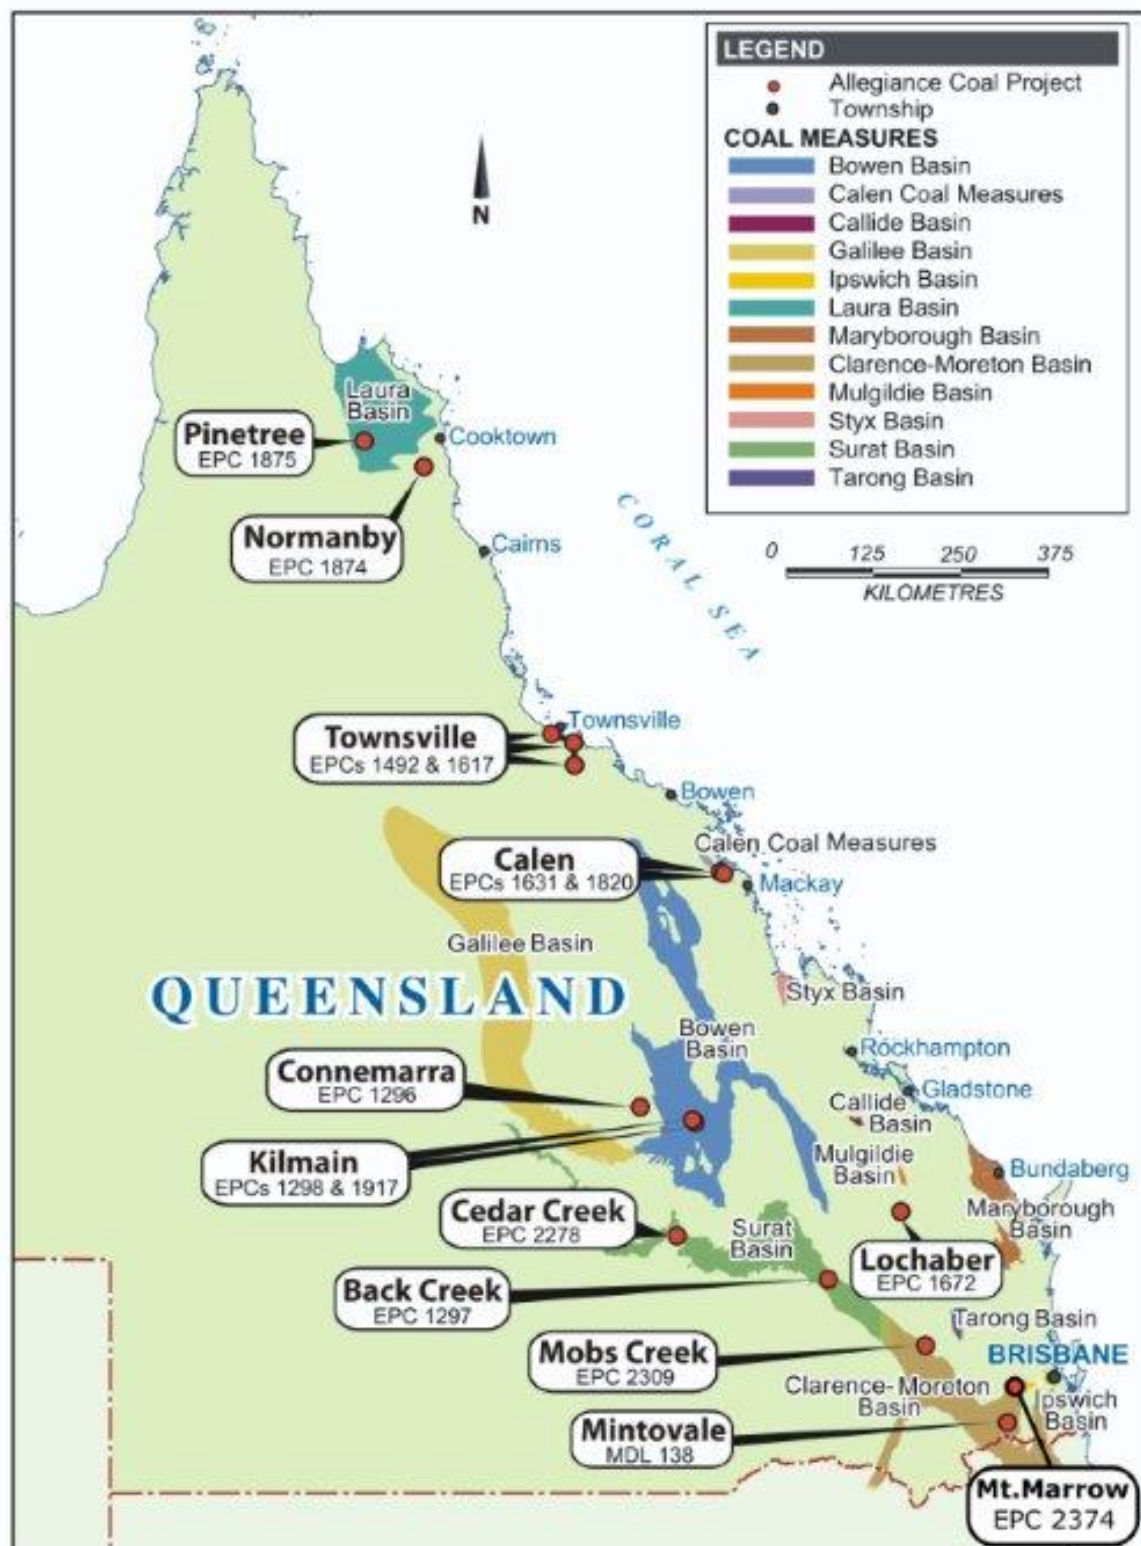 LEGEND
Allegiance Coal Project
Township
COAL MEASURES
Bowen Basin
Calen Coal Measures
Callide Basin
Galilee Basin
Ipswich Basin
Laura Basin
Maryborough Basin
Clarence-Moreton Basin
Mulgildie Basin
Styx Basin
Surat Basin
Tarong Basin
N
0 125 250 375
KILOMETRES
CORAL SEA
Laura
Basin
Pinetree
EPC 1875
Cooktown
Normanby
EPC 1874
Cairns
Townsville
Townsville
EPCs 1492 & 1617
Bowen
Calen Coal Measures
Calen
EPCs 1631 & 1820
Mackay
Galilee Basin
QUEENSLAND
Styx Basin
Bowen
Basin
Rockhampton
Connemarra
EPC 1296
Gladstone
Callide
Basin
Kilmain
EPCs 1298 & 1917
Mulgildie
Basin
Bundaberg
Maryborough
Basin
Cedar Creek
EPC 2278
Surat
Basin
Lochaber
EPC 1672
Back Creek
EPC 1297
Tarong Basin
Mobs Creek
EPC 2309
BRISBANE
Clarence-Moreton
Basin
Ipswich
Basin
Mintovale
MDL 138
Mt.Marrow
EPC 2374